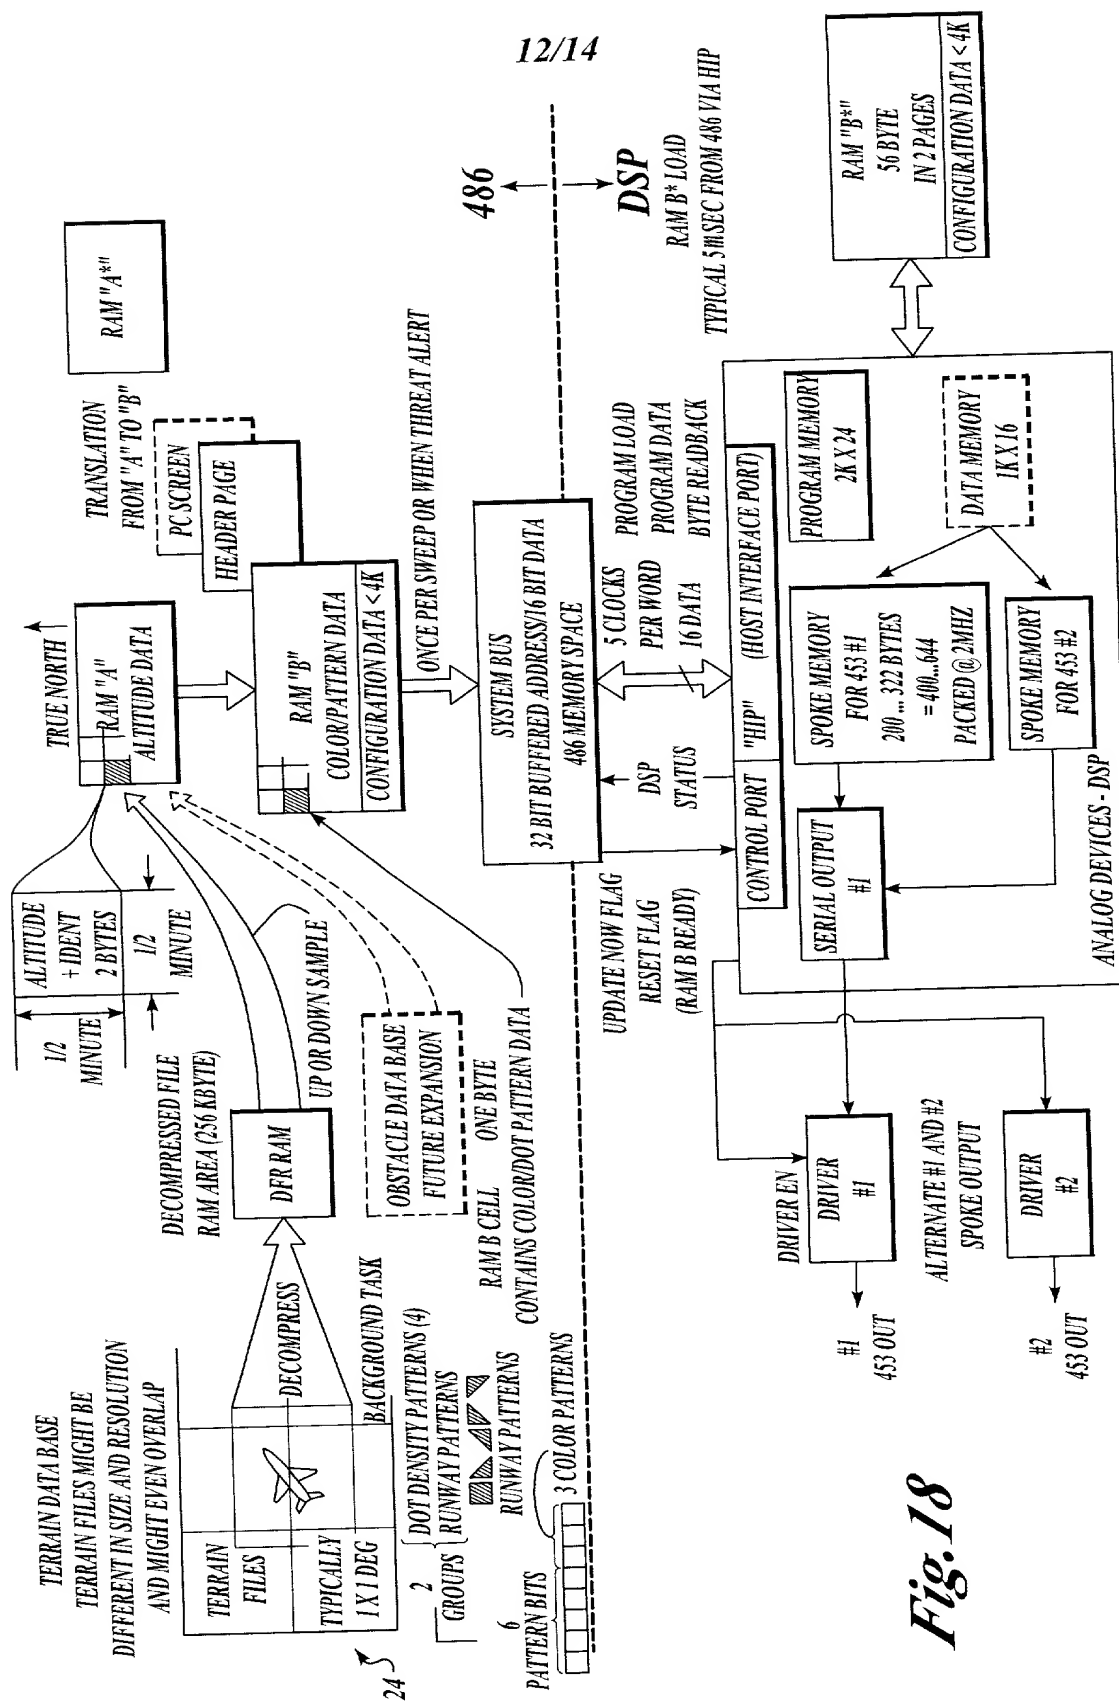 12/14
TERRAIN DATA BASE
TERRAIN FILES MIGHT BE
DIFFERENT IN SIZE AND RESOLUTION
AND MIGHT EVEN OVERLAP
TERRAIN
FILES
TYPICALLY
1 X 1 DEG
24
DECOMPRESS
BACKGROUND TASK
DECOMPRESSED FILE
RAM AREA (256 KBYTE)
DFR RAM
UP OR DOWN SAMPLE
1/2
MINUTE
ALTITUDE
+ IDENT
2 BYTES
1/2
MINUTE
TRUE NORTH
RAM "A"
ALTITUDE DATA
TRANSLATION
FROM "A" TO "B"
RAM "A*"
PC SCREEN
HEADER PAGE
RAM "B"
COLOR/PATTERN DATA
CONFIGURATION DATA < 4K
OBSTACLE DATA BASE
FUTURE EXPANSION
RAM B CELL ONE BYTE
CONTAINS COLOR/DOT PATTERN DATA
2
GROUPS
DOT DENSITY PATTERNS (4)
RUNWAY PATTERNS
RUNWAY PATTERNS
6
PATTERN BITS
3 COLOR PATTERNS
ONCE PER SWEEP OR WHEN THREAT ALERT
486
DSP
SYSTEM BUS
32 BIT BUFFERED ADDRESS/16 BIT DATA
486 MEMORY SPACE
RAM B* LOAD
TYPICAL 5 mSEC FROM 486 VIA HIP
UPDATE NOW FLAG
RESET FLAG
(RAM B READY)
DSP
STATUS
5 CLOCKS
PER WORD
16 DATA
PROGRAM LOAD
PROGRAM DATA
BYTE READBACK
CONTROL PORT
"HIP"
(HOST INTERFACE PORT)
PROGRAM MEMORY
2K X 24
RAM "B*"
56 BYTE
IN 2 PAGES
CONFIGURATION DATA < 4K
DATA MEMORY
1K X 16
SPOKE MEMORY
FOR 453 #1
200 ... 322 BYTES
= 400...644
PACKED @ 2MHZ
SPOKE MEMORY
FOR 453 #2
SERIAL OUTPUT
#1
DRIVER EN
DRIVER
#1
#1
453 OUT
ALTERNATE #1 AND #2
SPOKE OUTPUT
DRIVER
#2
#2
453 OUT
ANALOG DEVICES - DSP
Fig.18